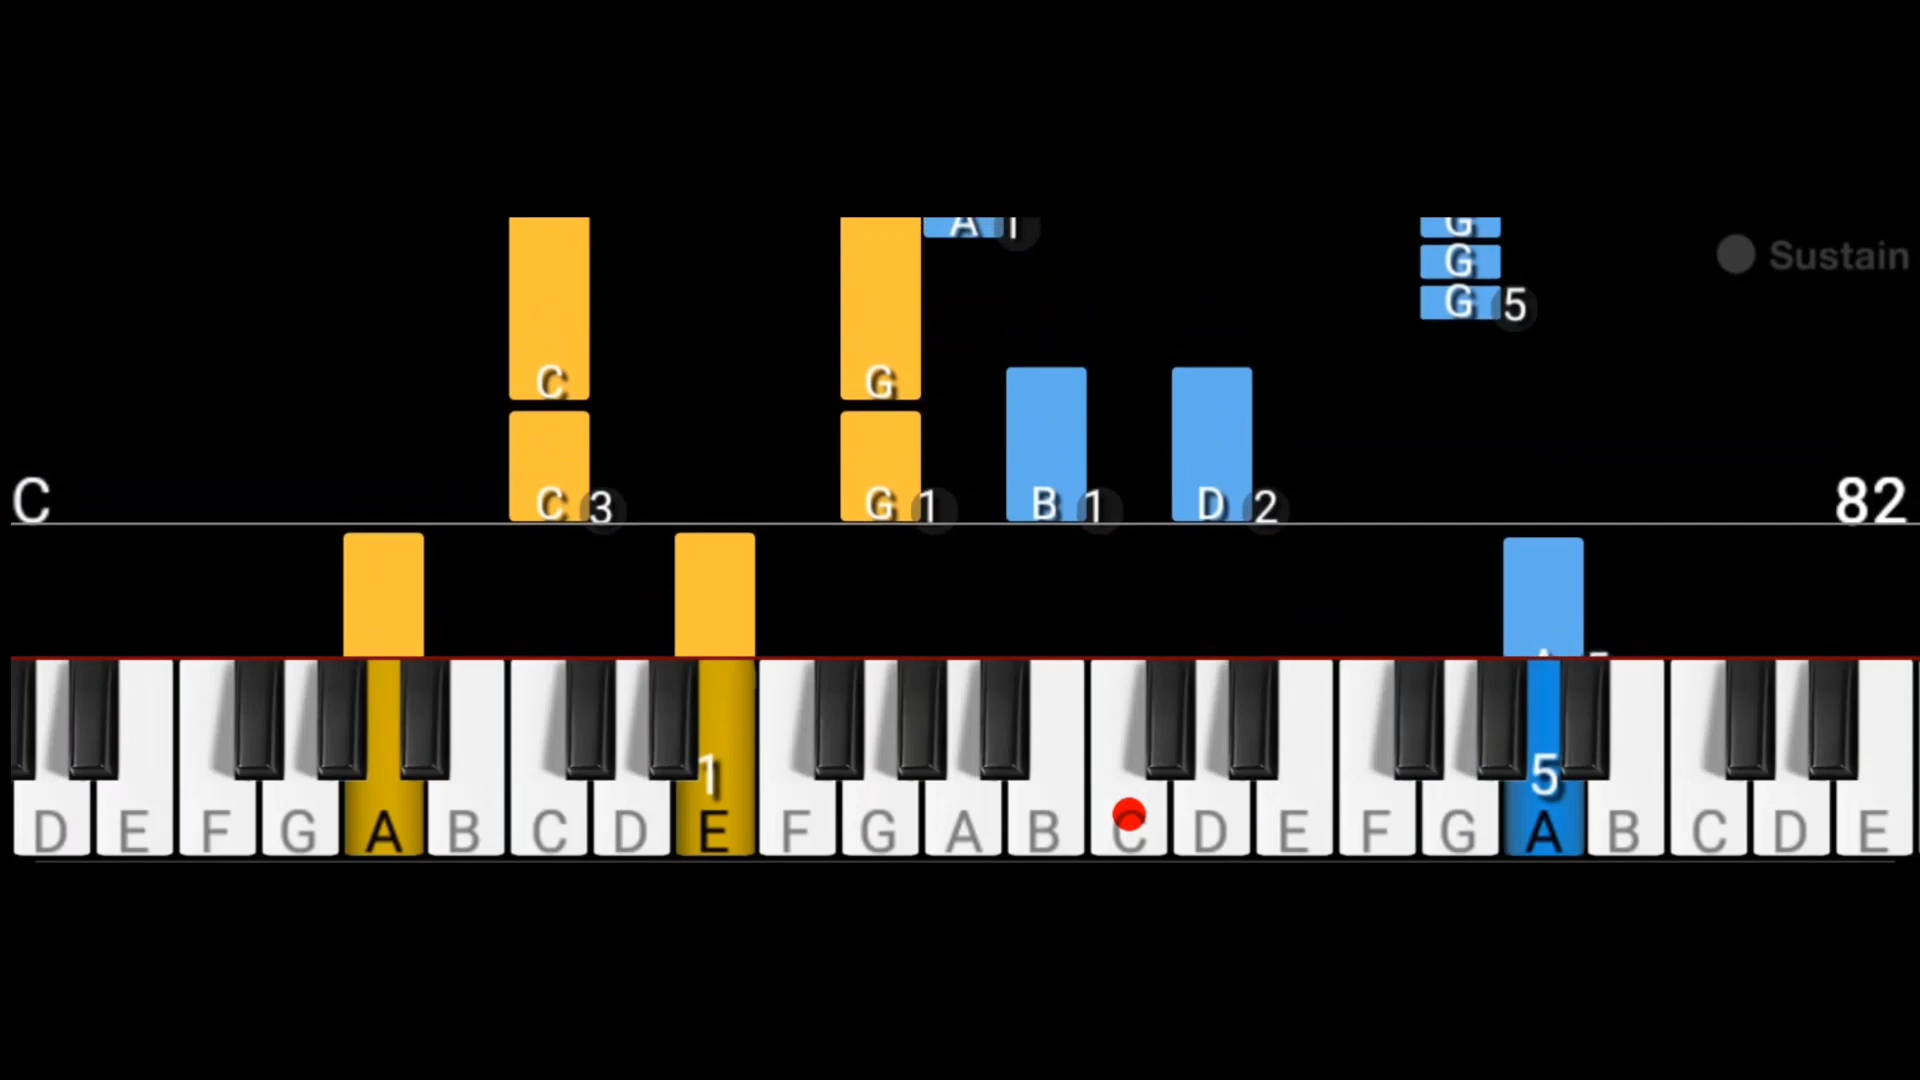 A 1 G
G Sustain
G 5
C G
C C 3 G 1 B 1 D 2 82
1 5
D E F G A B C D E F G A B C D E F G A B C D E